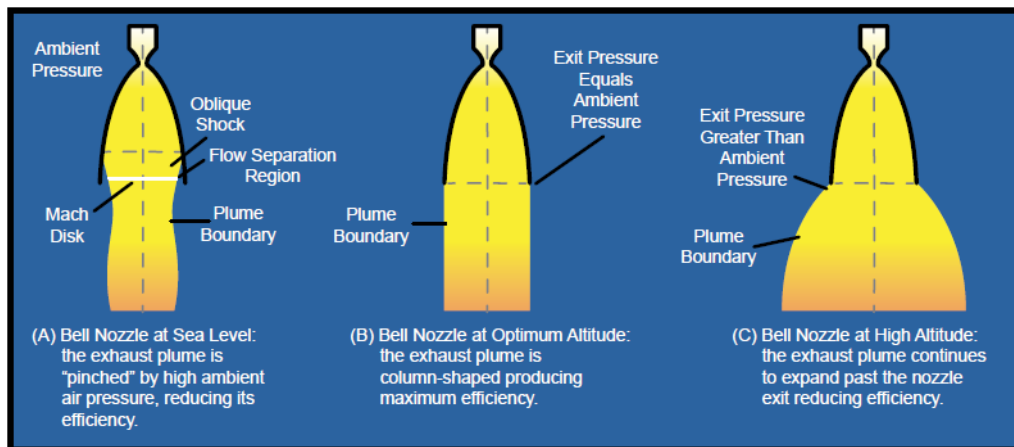 Ambient
Pressure
Oblique
Shock
Flow Separation
Region
Mach
Disk
Plume
Boundary
(A) Bell Nozzle at Sea Level:
the exhaust plume is
“pinched” by high ambient
air pressure, reducing its
efficiency.
Exit Pressure
Equals
Ambient
Pressure
Plume
Boundary
(B) Bell Nozzle at Optimum Altitude:
the exhaust plume is
column-shaped producing
maximum efficiency.
Exit Pressure
Greater Than
Ambient
Pressure
Plume
Boundary
(C) Bell Nozzle at High Altitude:
the exhaust plume continues
to expand past the nozzle
exit reducing efficiency.